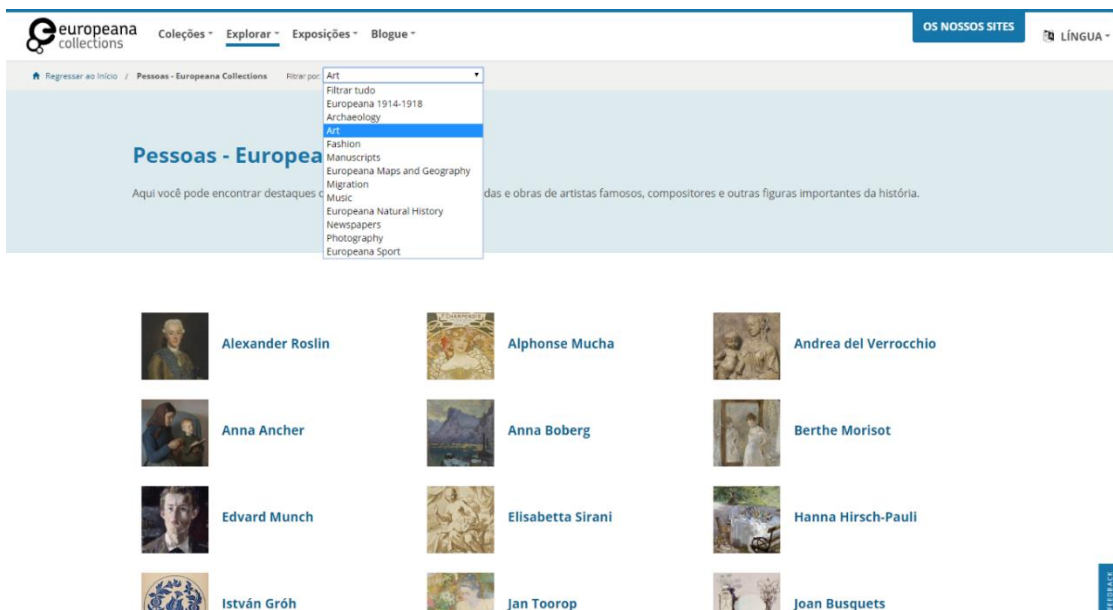 europeana
collections
Coleções Explorar Exposições Blogue
OS NOSSOS SITES
LÍNGUA
Regressar ao Início / Pessoas - Europeana Collections Filtrar por: Art
Filtrar tudo
Europeana 1914-1918
Archaeology
Art
Fashion
Manuscripts
Europeana Maps and Geography
Migration
Music
Europeana Natural History
Newspapers
Photography
Europeana Sport
Pessoas - Europea
Aqui você pode encontrar destaques das e obras de artistas famosos, compositores e outras figuras importantes da história.
Alexander Roslin
Alphonse Mucha
Andrea del Verrocchio
Anna Ancher
Anna Boberg
Berthe Morisot
Edvard Munch
Elisabetta Sirani
Hanna Hirsch-Pauli
István Gróh
Jan Toorop
Joan Busquets
FEEDBACK